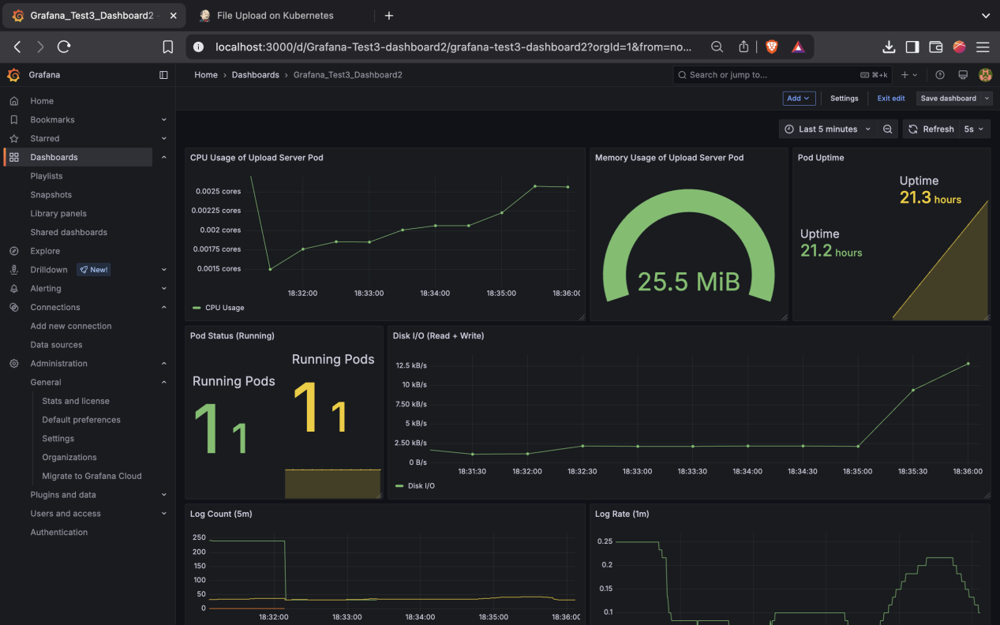 Grafana_Test3_Dashboard2 -
File Upload on Kubernetes
localhost:3000/d/Grafana-Test3-dashboard2/grafana-test3-dashboard2?orgId=1&from=no...
Grafana
Home › Dashboards › Grafana_Test3_Dashboard2
Search or jump to...
⌘+k
Add
Settings
Exit edit
Save dashboard
Last 5 minutes
Refresh
5s
Home
Bookmarks
Starred
Dashboards
Playlists
Snapshots
Library panels
Shared dashboards
Explore
Drilldown
New!
Alerting
Connections
Add new connection
Data sources
Administration
General
Stats and license
Default preferences
Settings
Organizations
Migrate to Grafana Cloud
Plugins and data
Users and access
Authentication
CPU Usage of Upload Server Pod
0.0025 cores
0.00225 cores
0.002 cores
0.00175 cores
0.0015 cores
18:32:00 18:33:00 18:34:00 18:35:00 18:36:00
CPU Usage
Memory Usage of Upload Server Pod
25.5 MiB
Pod Uptime
Uptime
21.3 hours
Uptime
21.2 hours
Pod Status (Running)
Running Pods
1 1
Running Pods
1 1
Disk I/O (Read + Write)
12.5 kB/s
10 kB/s
7.50 kB/s
5 kB/s
2.50 kB/s
0 B/s
18:31:30 18:32:00 18:32:30 18:33:00 18:33:30 18:34:00 18:34:30 18:35:00 18:35:30 18:36:00
Disk I/O
Log Count (5m)
250
200
150
100
50
0
18:32:00 18:33:00 18:34:00 18:35:00 18:36:00
Log Rate (1m)
0.25
0.2
0.15
0.1